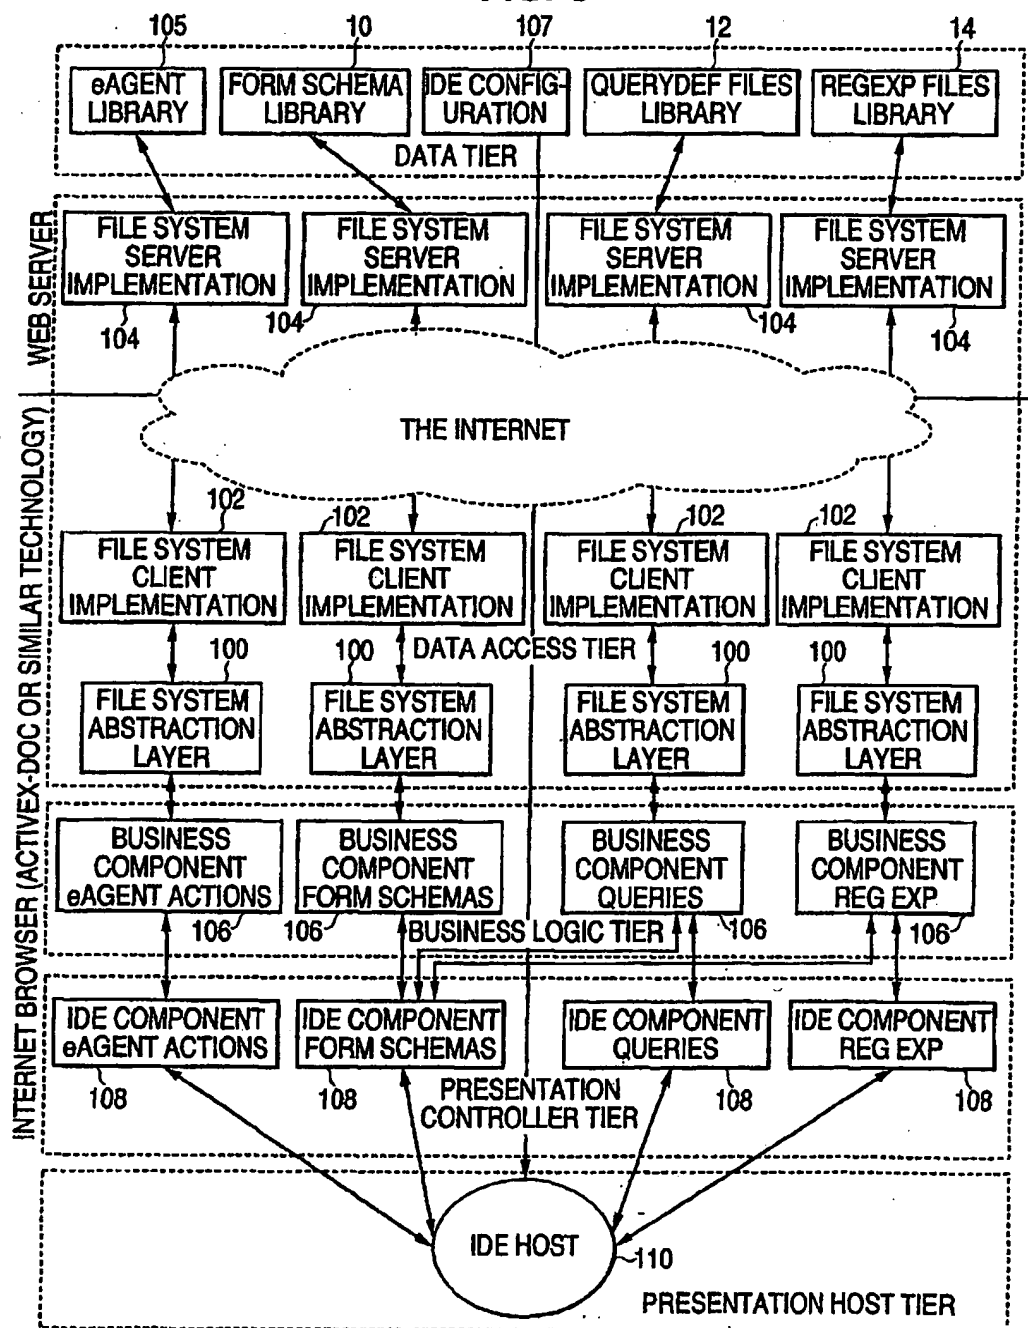 105
10
107
12
14
eAGENT
LIBRARY
FORM SCHEMA
LIBRARY
IDE CONFIG-
URATION
QUERYDEF FILES
LIBRARY
REGEXP FILES
LIBRARY
DATA TIER
WEB SERVER
FILE SYSTEM
SERVER
IMPLEMENTATION
FILE SYSTEM
SERVER
IMPLEMENTATION
FILE SYSTEM
SERVER
IMPLEMENTATION
FILE SYSTEM
SERVER
IMPLEMENTATION
104
104
104
104
THE INTERNET
INTERNET BROWSER (ACTIVEX-DOC OR SIMILAR TECHNOLOGY)
102
102
102
102
FILE SYSTEM
CLIENT
IMPLEMENTATION
FILE SYSTEM
CLIENT
IMPLEMENTATION
FILE SYSTEM
CLIENT
IMPLEMENTATION
FILE SYSTEM
CLIENT
IMPLEMENTATION
DATA ACCESS TIER
100
100
100
100
FILE SYSTEM
ABSTRACTION
LAYER
FILE SYSTEM
ABSTRACTION
LAYER
FILE SYSTEM
ABSTRACTION
LAYER
FILE SYSTEM
ABSTRACTION
LAYER
BUSINESS
COMPONENT
eAGENT ACTIONS
BUSINESS
COMPONENT
FORM SCHEMAS
BUSINESS
COMPONENT
QUERIES
BUSINESS
COMPONENT
REG EXP
106
106
106
106
BUSINESS LOGIC TIER
IDE COMPONENT
eAGENT ACTIONS
IDE COMPONENT
FORM SCHEMAS
IDE COMPONENT
QUERIES
IDE COMPONENT
REG EXP
108
108
108
108
PRESENTATION
CONTROLLER TIER
IDE HOST
110
PRESENTATION HOST TIER